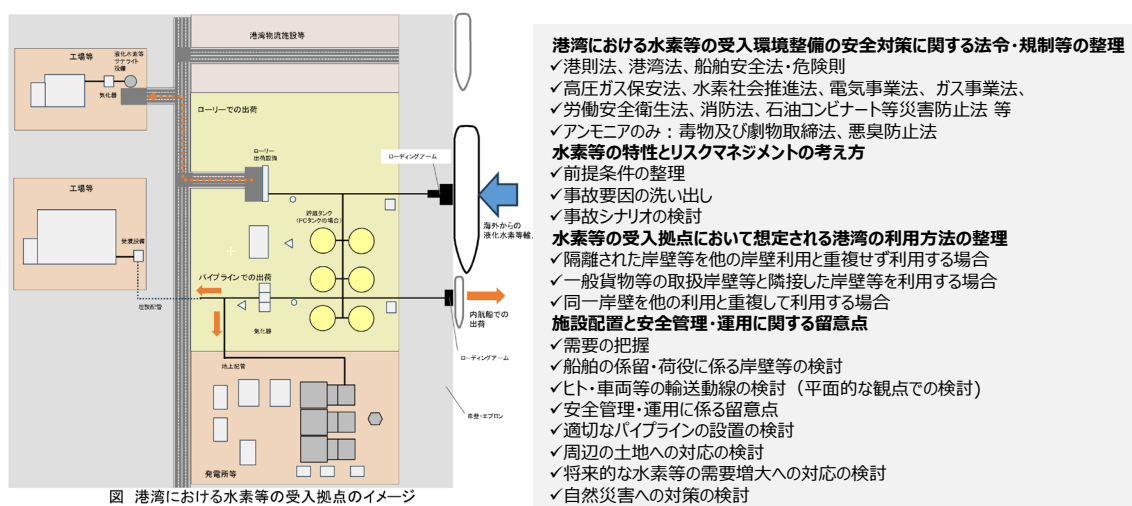 港湾物流施設等
工場等
液化水素等
サテライト
設備
気化器
ローリーでの出荷
ローリー
出荷設備
ローディングアーム
工場等
受渡設備
貯蔵タンク
(PCタンクの場合)
海外からの
液化水素等輸
パイプラインでの出荷
埋設配管
気化器
内航船での
出荷
ローディングアーム
地上配管
岸壁・エプロン
発電所等
図 港湾における水素等の受入拠点のイメージ
港湾における水素等の受入環境整備の安全対策に関する法令・規制等の整理
✓港則法、港湾法、船舶安全法・危険則
✓高圧ガス保安法、水素社会推進法、電気事業法、ガス事業法、
✓労働安全衛生法、消防法、石油コンビナート等災害防止法 等
✓アンモニアのみ：毒物及び劇物取締法、悪臭防止法
水素等の特性とリスクマネジメントの考え方
✓前提条件の整理
✓事故要因の洗い出し
✓事故シナリオの検討
水素等の受入拠点において想定される港湾の利用方法の整理
✓隔離された岸壁等を他の岸壁利用と重複せず利用する場合
✓一般貨物等の取扱岸壁等と隣接した岸壁等を利用する場合
✓同一岸壁を他の利用と重複して利用する場合
施設配置と安全管理・運用に関する留意点
✓需要の把握
✓船舶の係留・荷役に係る岸壁等の検討
✓ヒト・車両等の輸送動線の検討（平面的な観点での検討)
✓安全管理・運用に係る留意点
✓適切なパイプラインの設置の検討
✓周辺の土地への対応の検討
✓将来的な水素等の需要増大への対応の検討
✓自然災害への対策の検討